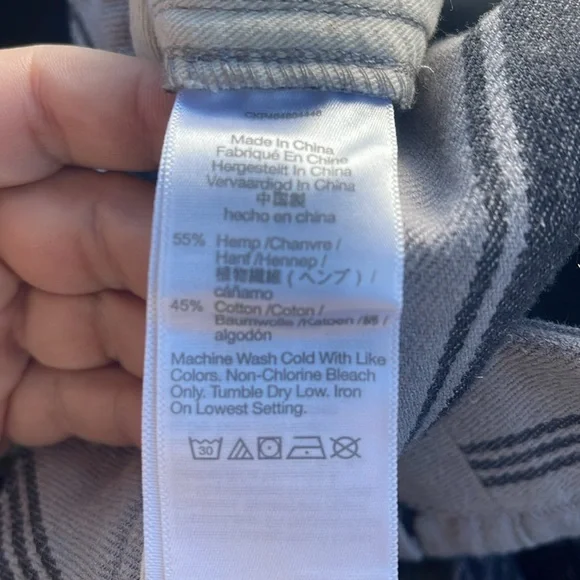 Made In China
Fabriqué En Chine
Hergestellt In China
Vervaardigd In China
中国製
hecho en china
55% Hemp /Chanvre /
Hanf /Hennep /
植物繊維 ( ヘンプ ) /
cáñamo
45% Cotton /Coton /
Baumwolle /Katoen /綿 /
algodón
Machine Wash Cold With Like
Colors. Non-Chlorine Bleach
Only. Tumble Dry Low. Iron
On Lowest Setting.
30